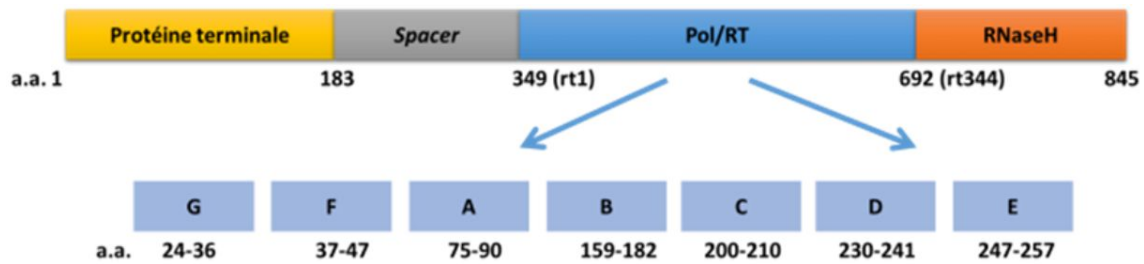 Protéine terminale Spacer Pol/RT RNaseH
a.a. 1 183 349 (rt1) 692 (rt344) 845
G F A B C D E
a.a. 24-36 37-47 75-90 159-182 200-210 230-241 247-257